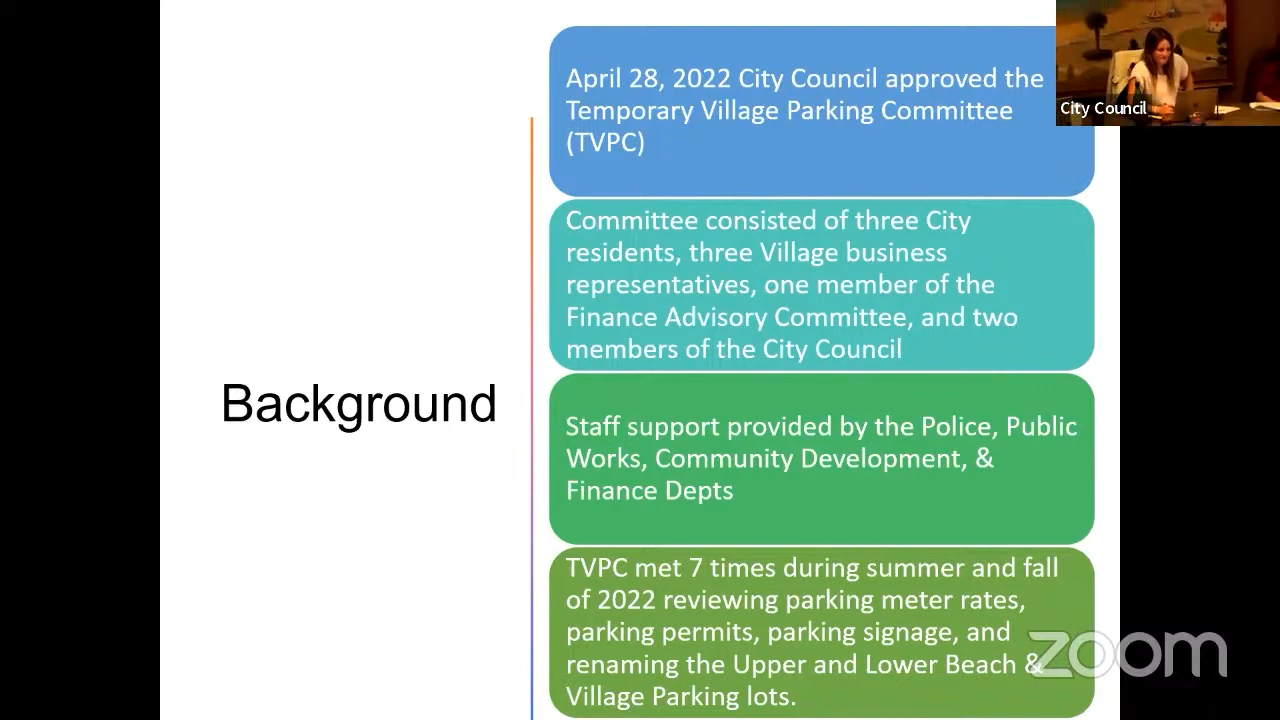 April 28, 2022 City Council approved the
Temporary Village Parking Committee
(TVPC)
City Council
Committee consisted of three City
residents, three Village business
representatives, one member of the
Finance Advisory Committee, and two
members of the City Council
Background
Staff support provided by the Police, Public
Works, Community Development, &
Finance Depts
TVPC met 7 times during summer and fall
of 2022 reviewing parking meter rates,
parking permits, parking signage, and
renaming the Upper and Lower Beach &
Village Parking lots.
zoom